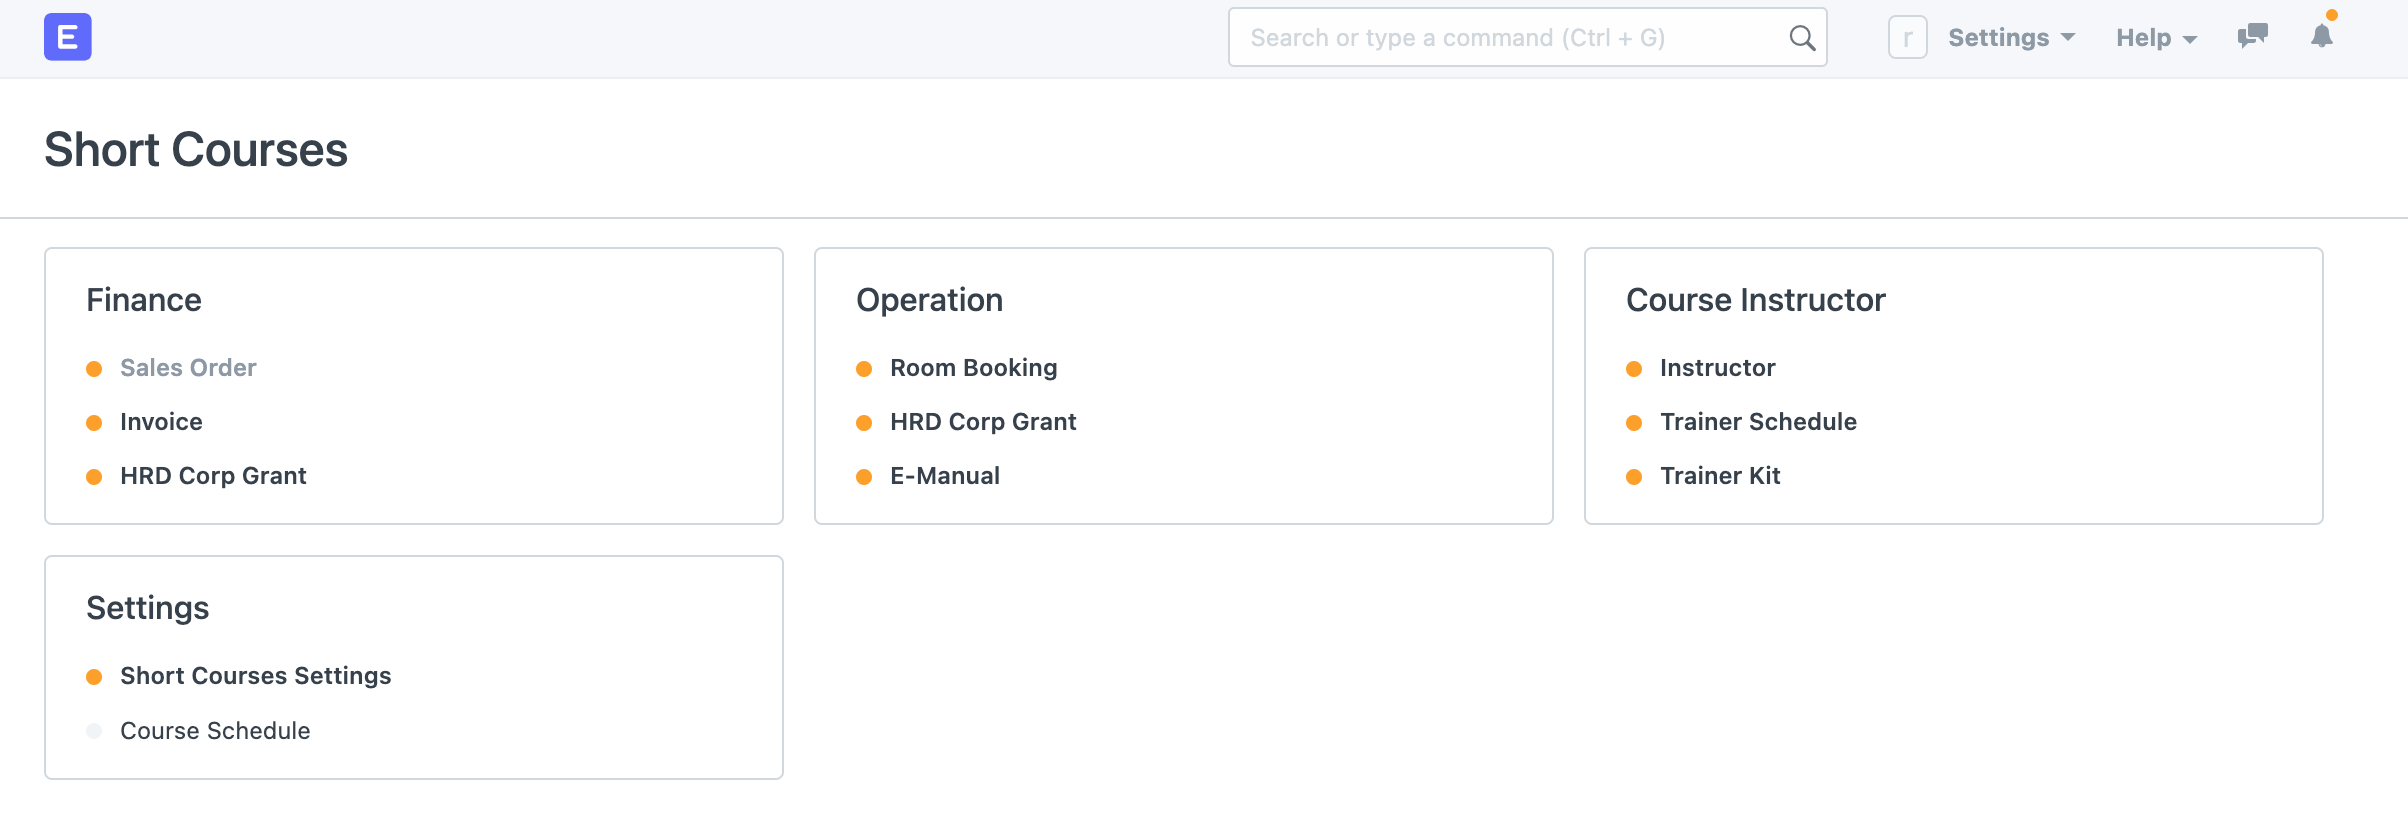 E
Search or type a command (Ctrl + G)
r
Settings
Help
Short Courses
Finance
Sales Order
Invoice
HRD Corp Grant
Operation
Room Booking
HRD Corp Grant
E-Manual
Course Instructor
Instructor
Trainer Schedule
Trainer Kit
Settings
Short Courses Settings
Course Schedule